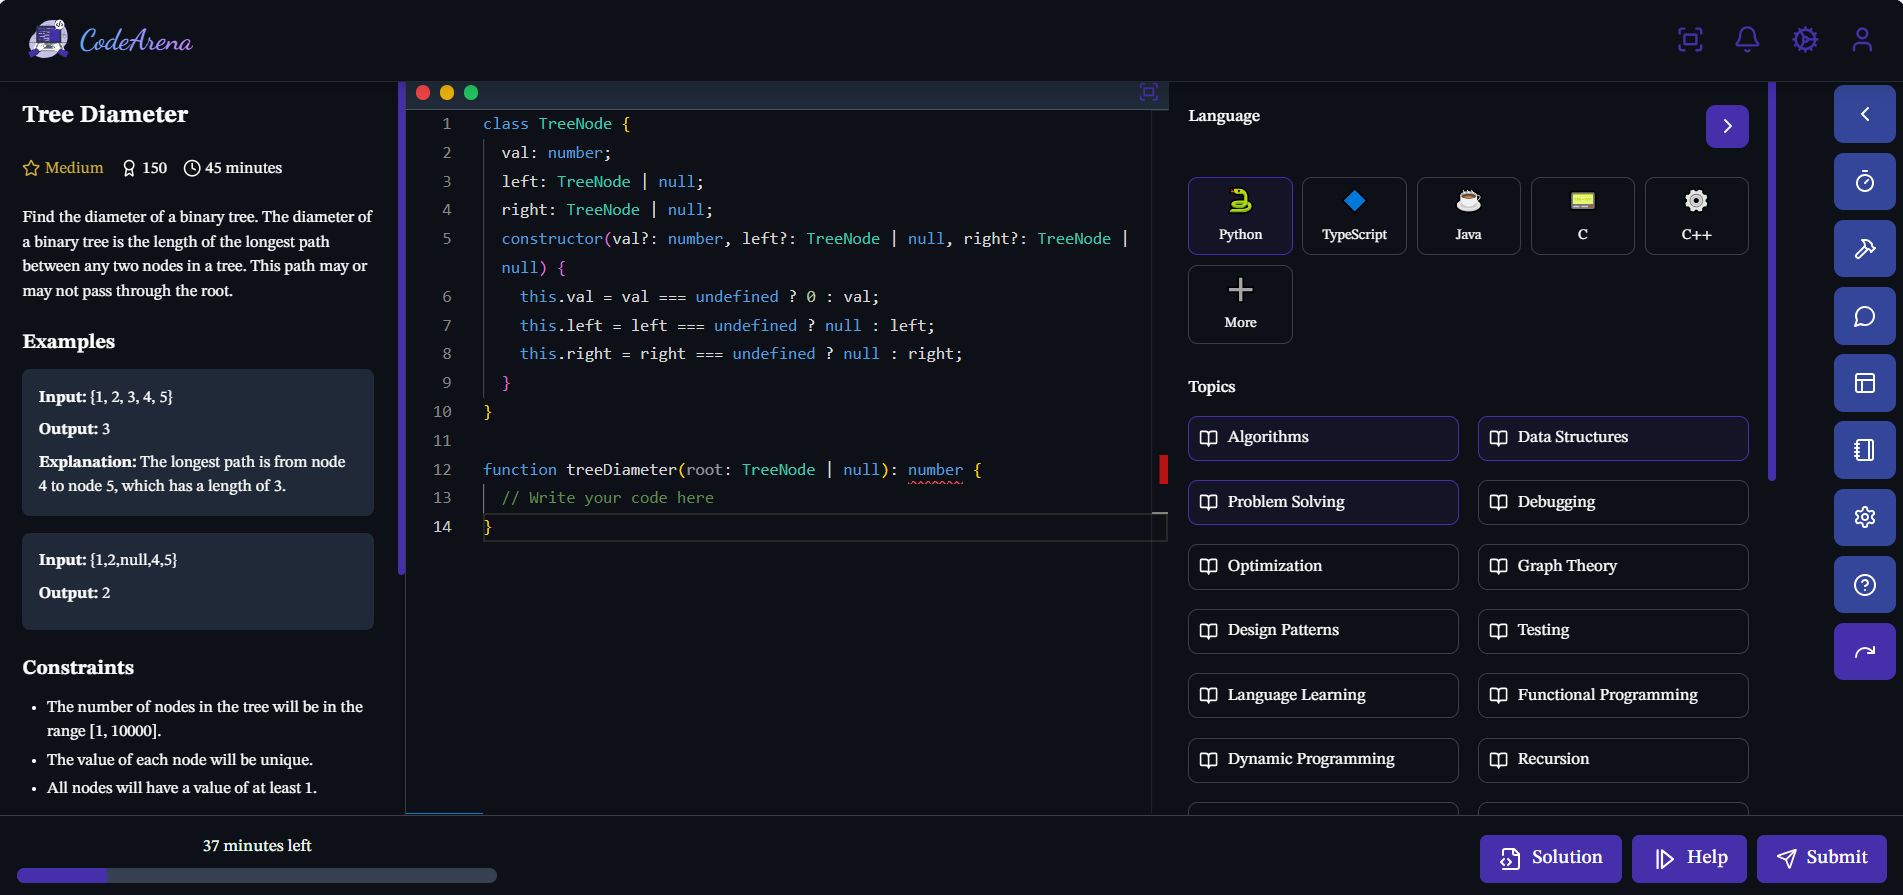 CodeArena
Tree Diameter
Medium 150 45 minutes
Find the diameter of a binary tree. The diameter of
a binary tree is the length of the longest path
between any two nodes in a tree. This path may or
may not pass through the root.
Examples
Input: {1, 2, 3, 4, 5}
Output: 3
Explanation: The longest path is from node
4 to node 5, which has a length of 3.
Input: {1,2,null,4,5}
Output: 2
Constraints
• The number of nodes in the tree will be in the
range [1, 10000].
• The value of each node will be unique.
• All nodes will have a value of at least 1.
1 class TreeNode {
2 val: number;
3 left: TreeNode | null;
4 right: TreeNode | null;
5 constructor(val?: number, left?: TreeNode | null, right?: TreeNode |
null) {
6 this.val = val === undefined ? 0 : val;
7 this.left = left === undefined ? null : left;
8 this.right = right === undefined ? null : right;
9 }
10 }
11
12 function treeDiameter(root: TreeNode | null): number {
13 // Write your code here
14 }
Language
Python TypeScript Java C C++
More
Topics
Algorithms Data Structures
Problem Solving Debugging
Optimization Graph Theory
Design Patterns Testing
Language Learning Functional Programming
Dynamic Programming Recursion
37 minutes left
Solution Help Submit